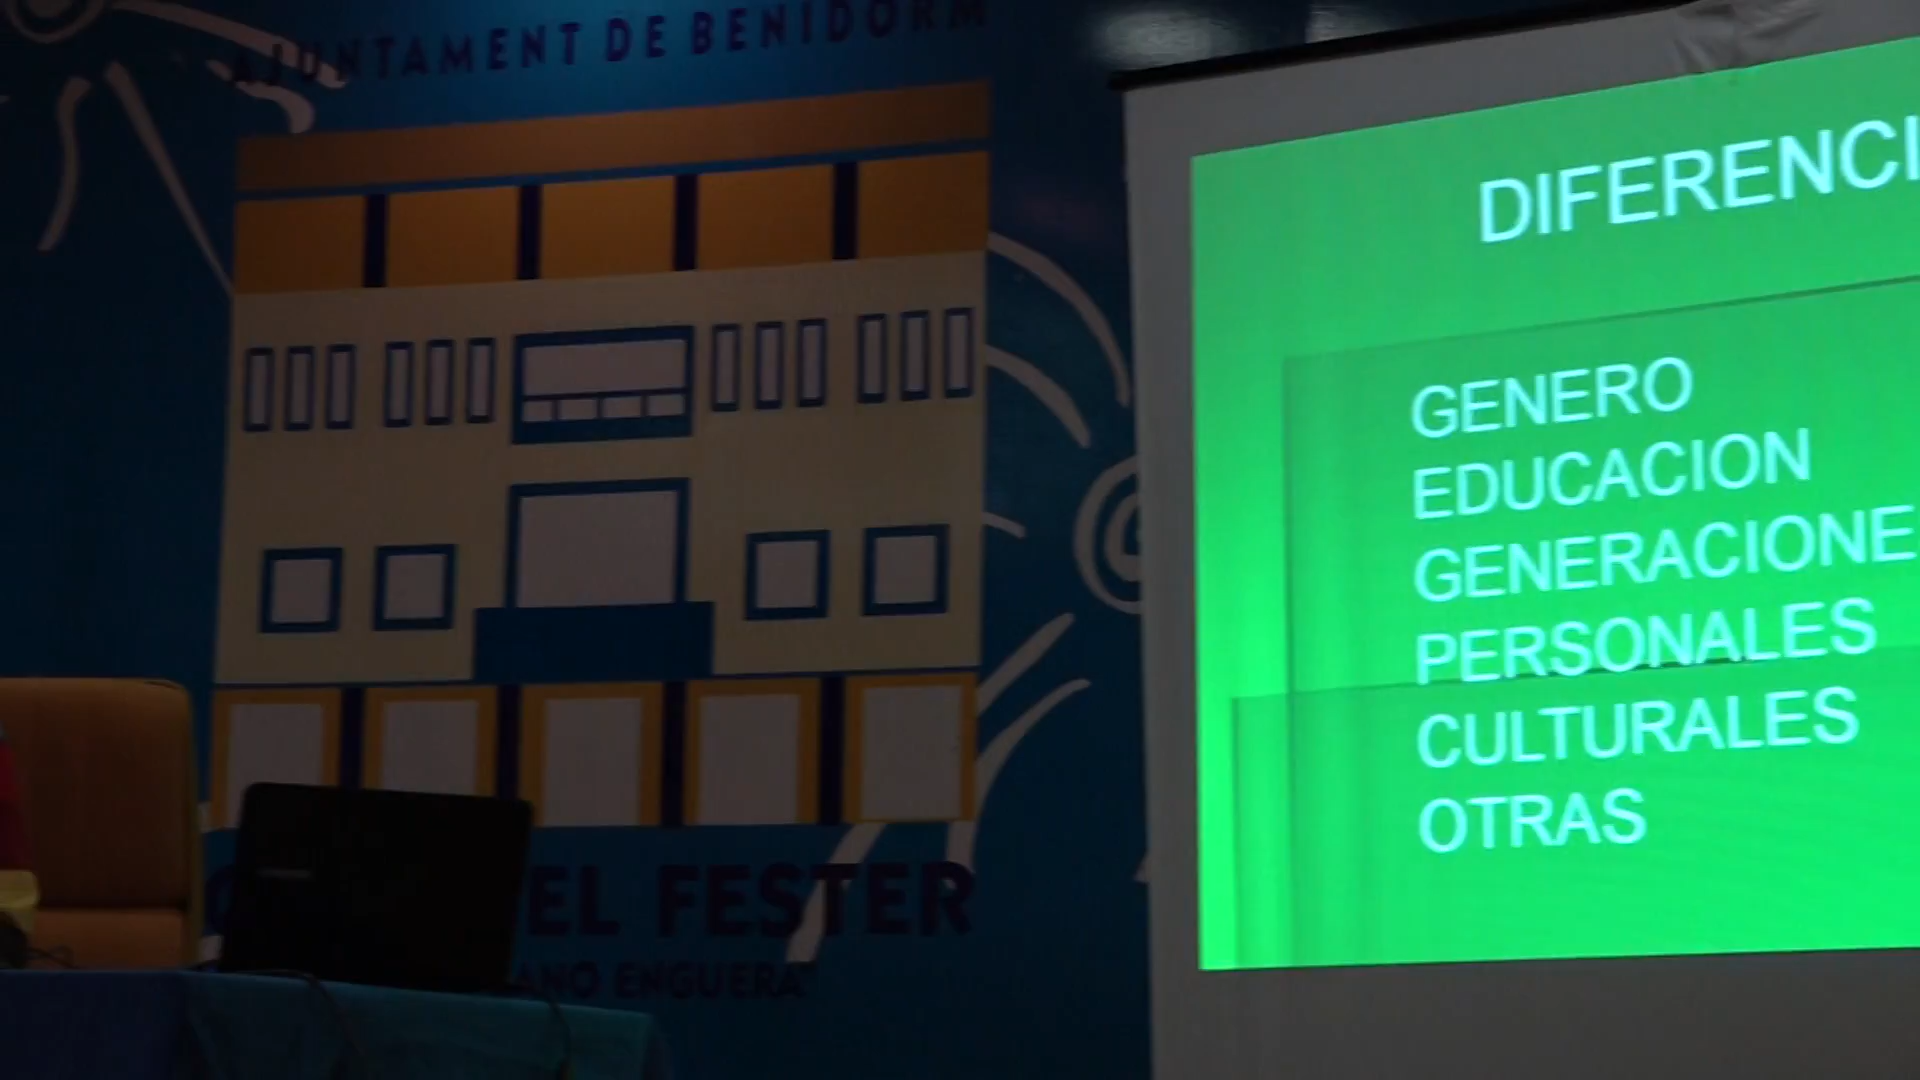 AJUNTAMENT DE BENIDORM
EL FESTER
ENGUERA
DIFERENCI
GENERO
EDUCACION
GENERACIONE
PERSONALES
CULTURALES
OTRAS